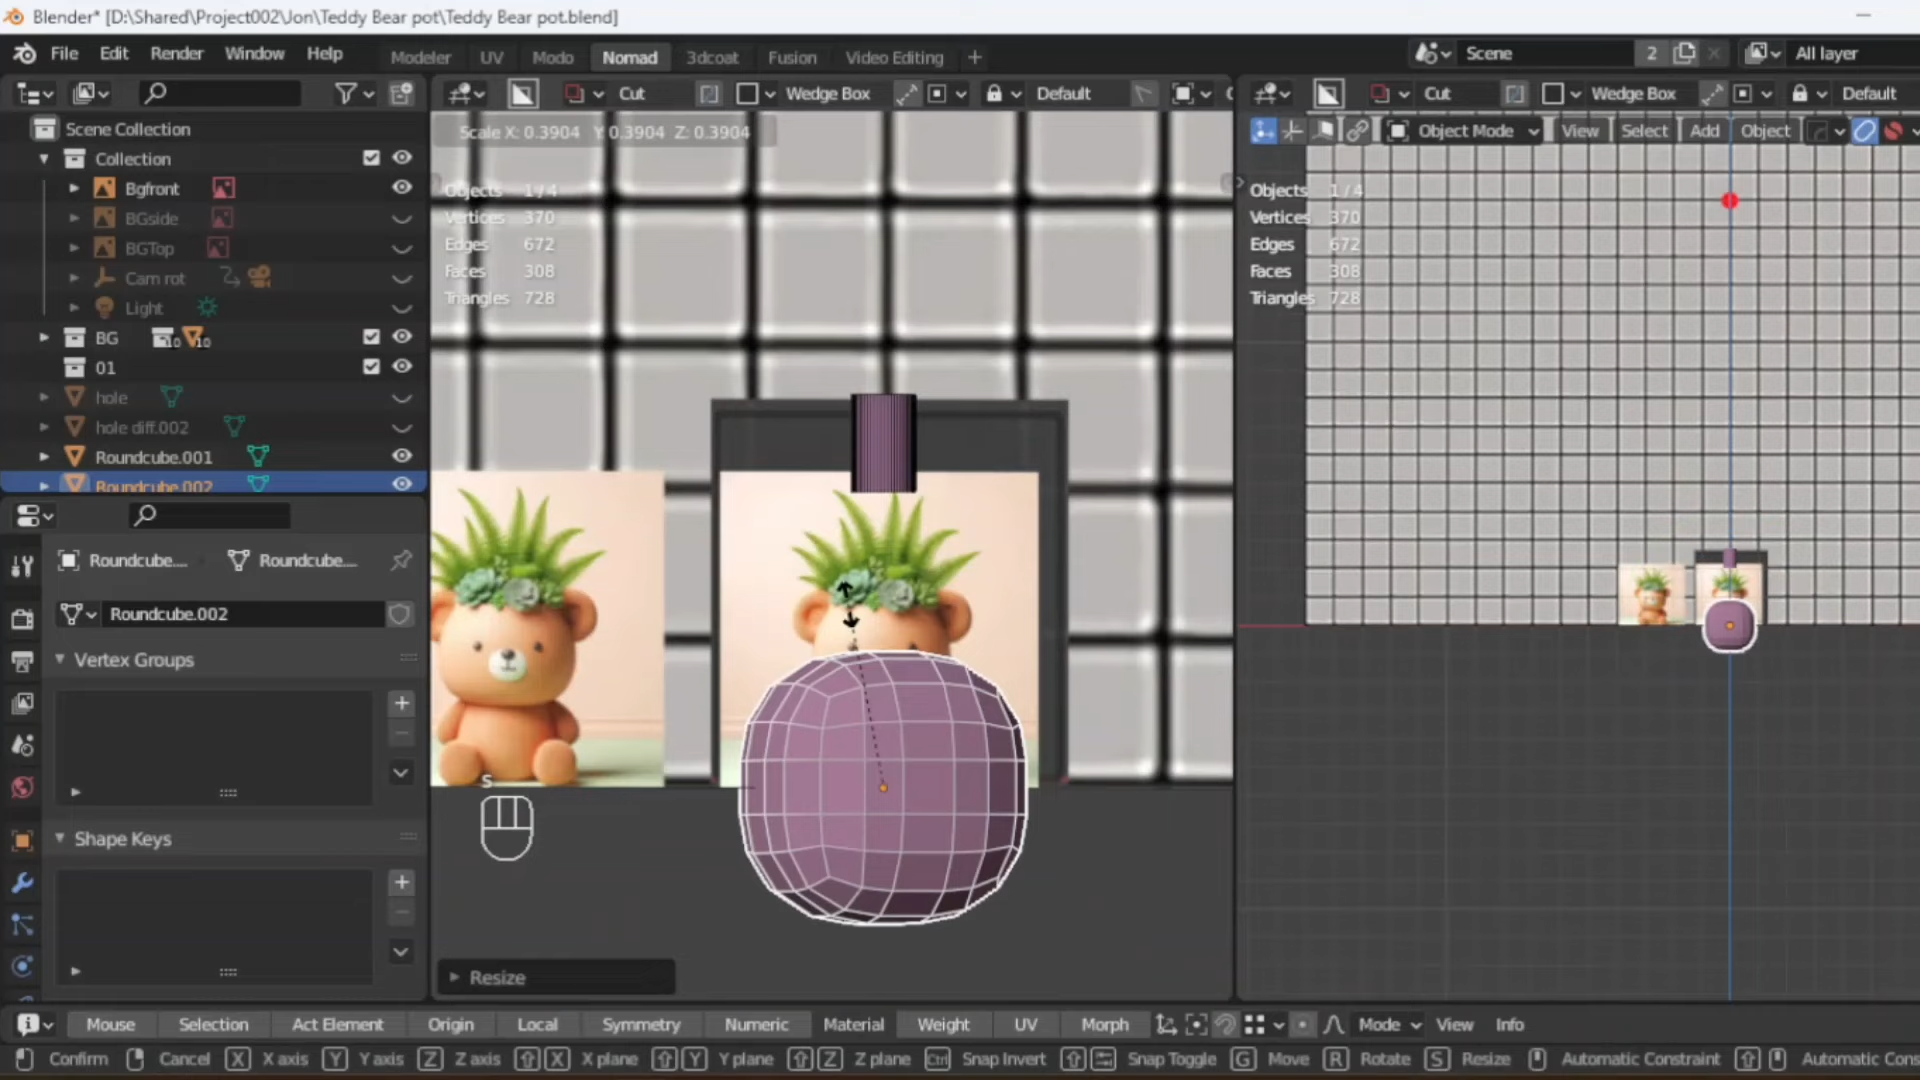 Blender* [D:\Shared\Project002\Jon\Teddy Bear pot\Teddy Bear pot.blend]
File Edit Render Window Help Modeler UV Modo Nomad 3dcoat Fusion Video Editing + Scene 2 All layer
Cut Wedge Box Default Cut Wedge Box Default
Scene Collection
Scale X: 0.3904 Y 0.3904 Z: 0.3904
Object Mode View Select Add Object
Collection
Bgfront
Objects 1/4
Objects 1/4
BGside
Vertices 370
Vertices 370
BGTop
Edges 672
Edges 672
Cam rot
Faces 308
Faces 308
Light
Triangles 728
Triangles 728
BG 10 10
01
hole
hole diff.002
Roundcube.001
Roundcube.002
Roundcube.... Roundcube....
Roundcube.002
Vertex Groups
S
Shape Keys
Resize
Mouse Selection Act Element Origin Local Symmetry Numeric Material Weight UV Morph Mode View Info
Confirm Cancel X X axis Y Y axis Z Z axis X X plane Y Y plane Z Z plane Ctrl Snap Invert Snap Toggle G Move R Rotate S Resize Automatic Constraint Automatic Cons